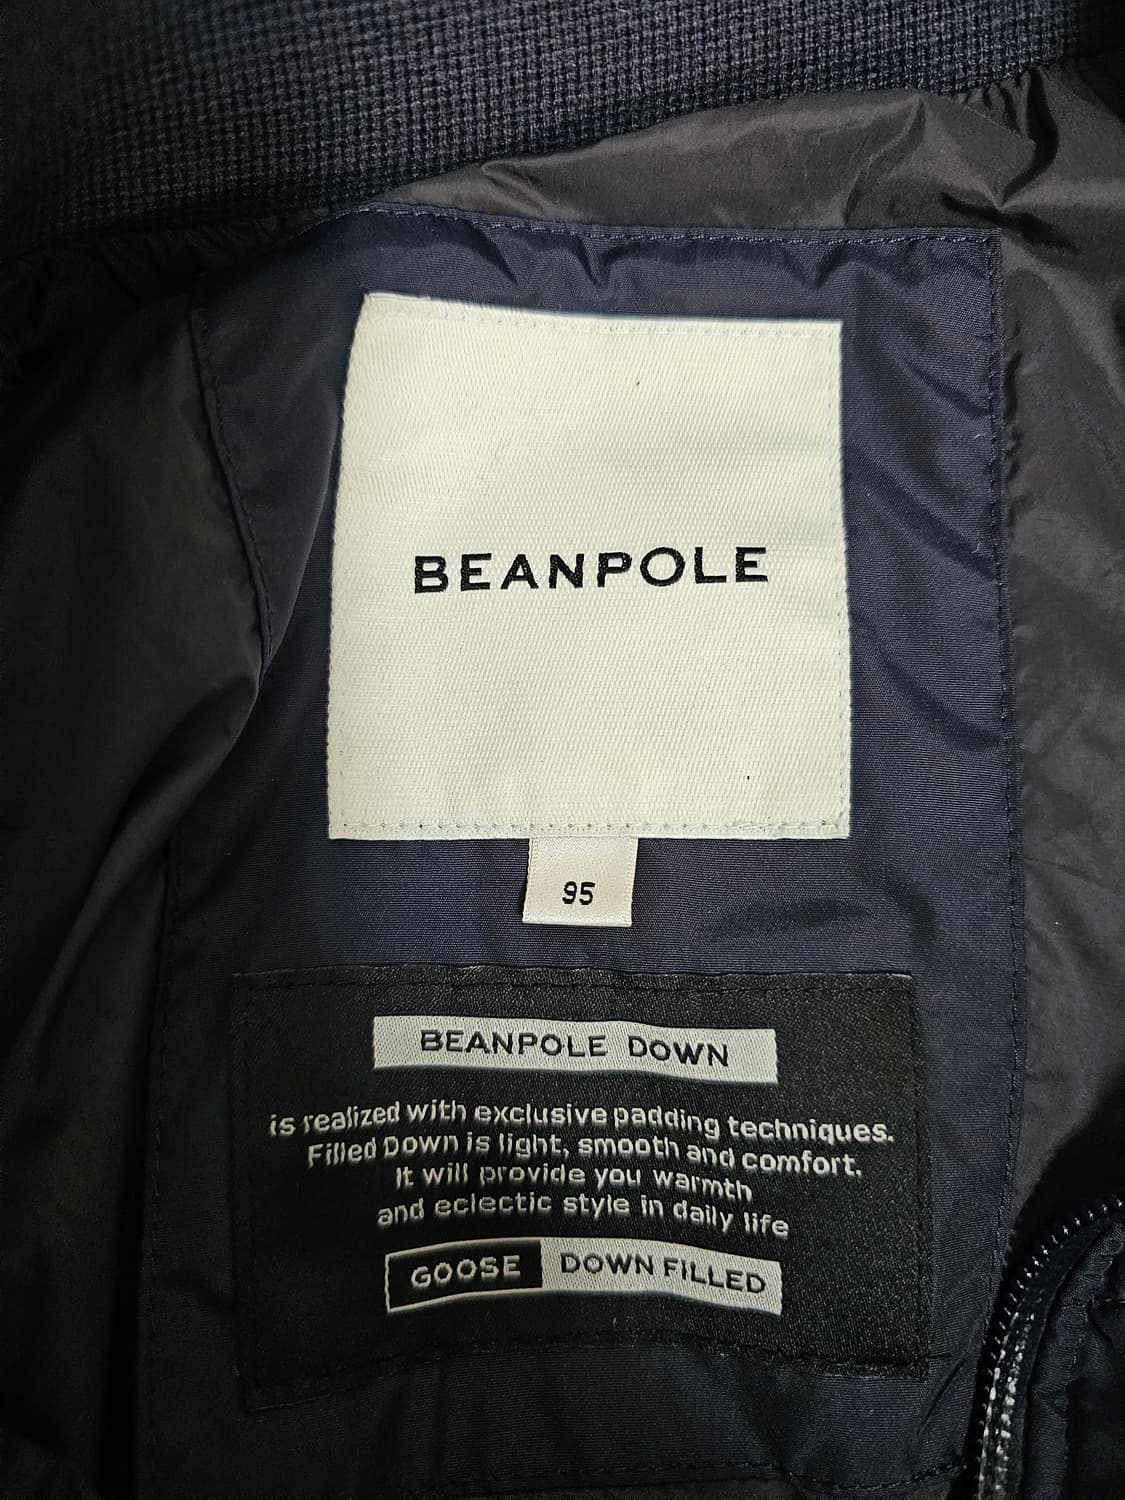 BEANPOLE
95
BEANPOLE DOWN
is realized with exclusive padding techniques.
Filled Down is light, smooth and comfort.
It will provide you warmth
and eclectic style in daily life
GOOSE DOWN FILLED